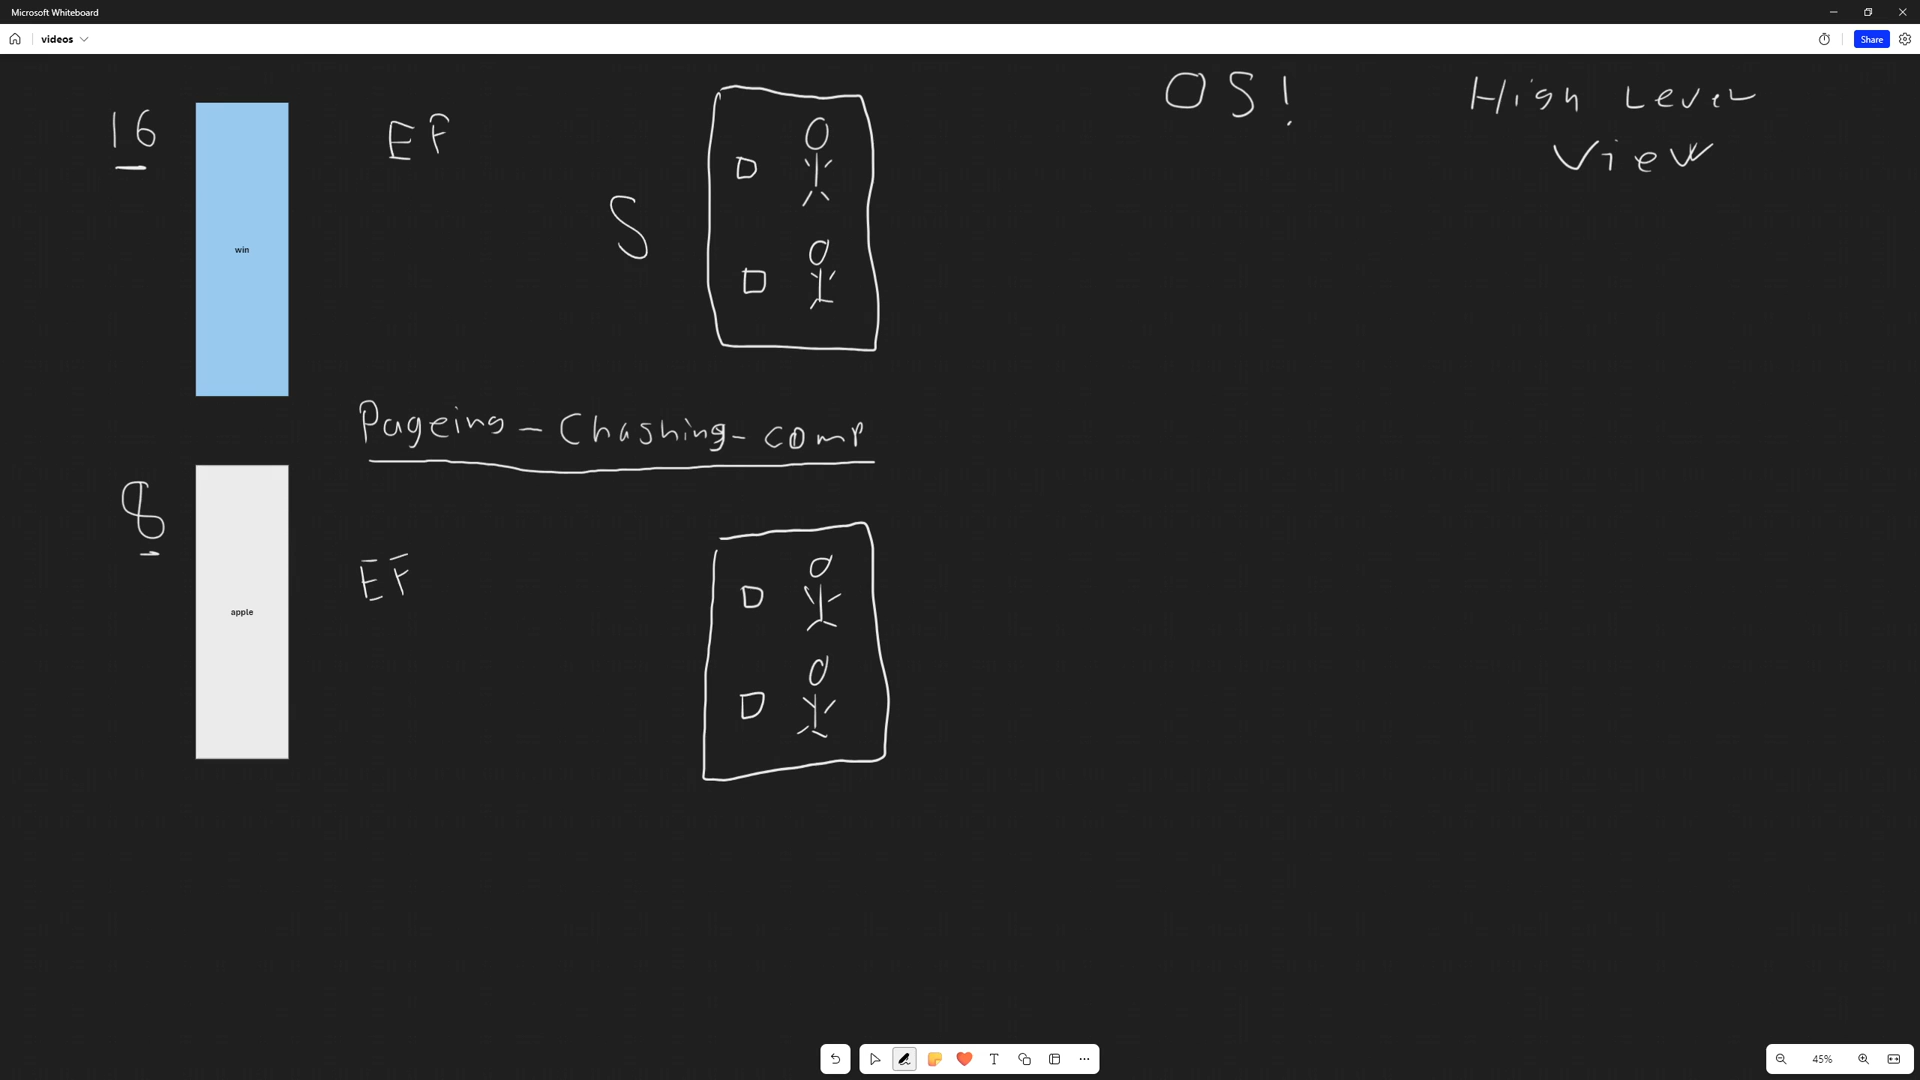 Microsoft Whiteboard
videos
Share
OS!
High Level
View
16
EF
S
win
Pageing - Chashing - comp
8
EF
apple
45%